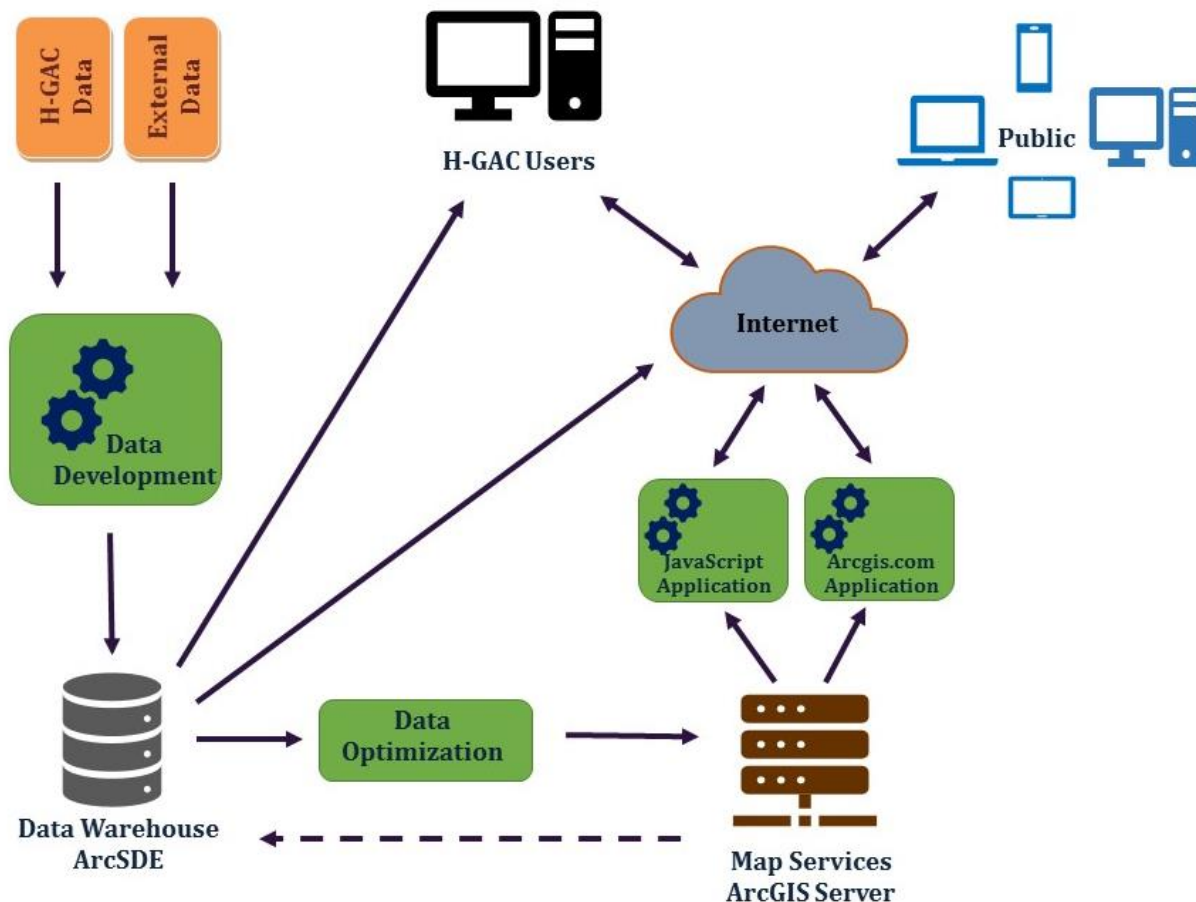 H-GAC
Data
External
Data
H-GAC Users
Public
Internet
Data
Development
JavaScript
Application
Arcgis.com
Application
Data
Optimization
Data Warehouse
ArcSDE
Map Services
ArcGIS Server